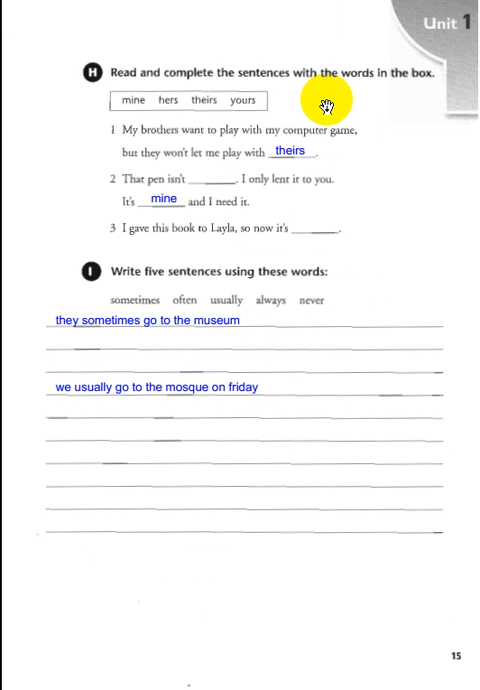 Unit 1
H Read and complete the sentences with the words in the box.
mine hers theirs yours
1 My brothers want to play with my computer game,
but they won't let me play with theirs.
2 That pen isn't ______. I only lent it to you.
It's mine and I need it.
3 I gave this book to Layla, so now it's ______.
I Write five sentences using these words:
sometimes often usually always never
they sometimes go to the museum
we usually go to the mosque on friday
15